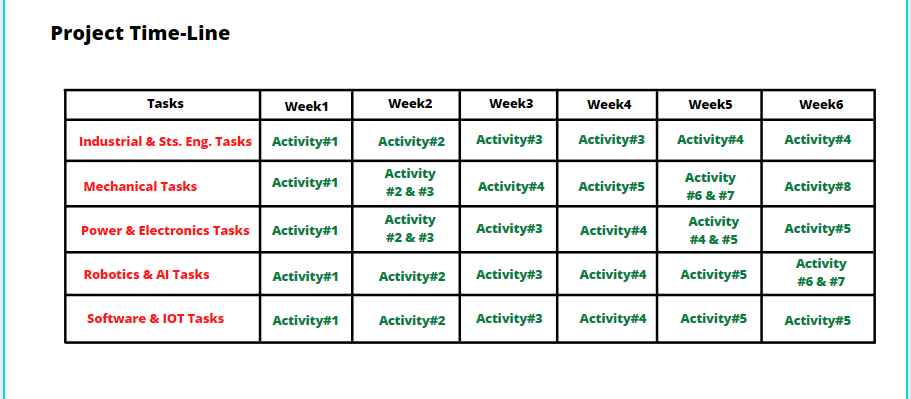 Project Time-Line
Tasks Week1 Week2 Week3 Week4 Week5 Week6
Industrial & Sts. Eng. Tasks Activity#1 Activity#2 Activity#3 Activity#3 Activity#4 Activity#4
Mechanical Tasks Activity#1 Activity #2 & #3 Activity#4 Activity#5 Activity #6 & #7 Activity#8
Power & Electronics Tasks Activity#1 Activity #2 & #3 Activity#3 Activity#4 Activity #4 & #5 Activity#5
Robotics & AI Tasks Activity#1 Activity#2 Activity#3 Activity#4 Activity#5 Activity #6 & #7
Software & IOT Tasks Activity#1 Activity#2 Activity#3 Activity#4 Activity#5 Activity#5